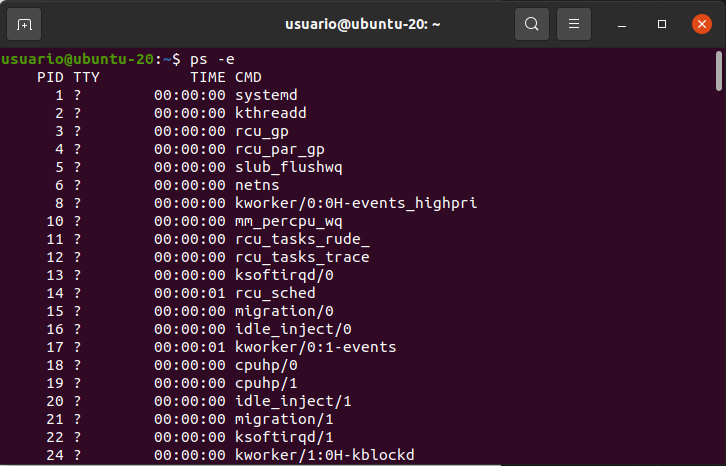 usuario@ubuntu-20: ~
usuario@ubuntu-20:~$ ps -e
    PID TTY          TIME CMD
      1 ?        00:00:00 systemd
      2 ?        00:00:00 kthreadd
      3 ?        00:00:00 rcu_gp
      4 ?        00:00:00 rcu_par_gp
      5 ?        00:00:00 slub_flushwq
      6 ?        00:00:00 netns
      8 ?        00:00:00 kworker/0:0H-events_highpri
     10 ?        00:00:00 mm_percpu_wq
     11 ?        00:00:00 rcu_tasks_rude_
     12 ?        00:00:00 rcu_tasks_trace
     13 ?        00:00:00 ksoftirqd/0
     14 ?        00:00:01 rcu_sched
     15 ?        00:00:00 migration/0
     16 ?        00:00:00 idle_inject/0
     17 ?        00:00:01 kworker/0:1-events
     18 ?        00:00:00 cpuhp/0
     19 ?        00:00:00 cpuhp/1
     20 ?        00:00:00 idle_inject/1
     21 ?        00:00:00 migration/1
     22 ?        00:00:00 ksoftirqd/1
     24 ?        00:00:00 kworker/1:0H-kblockd